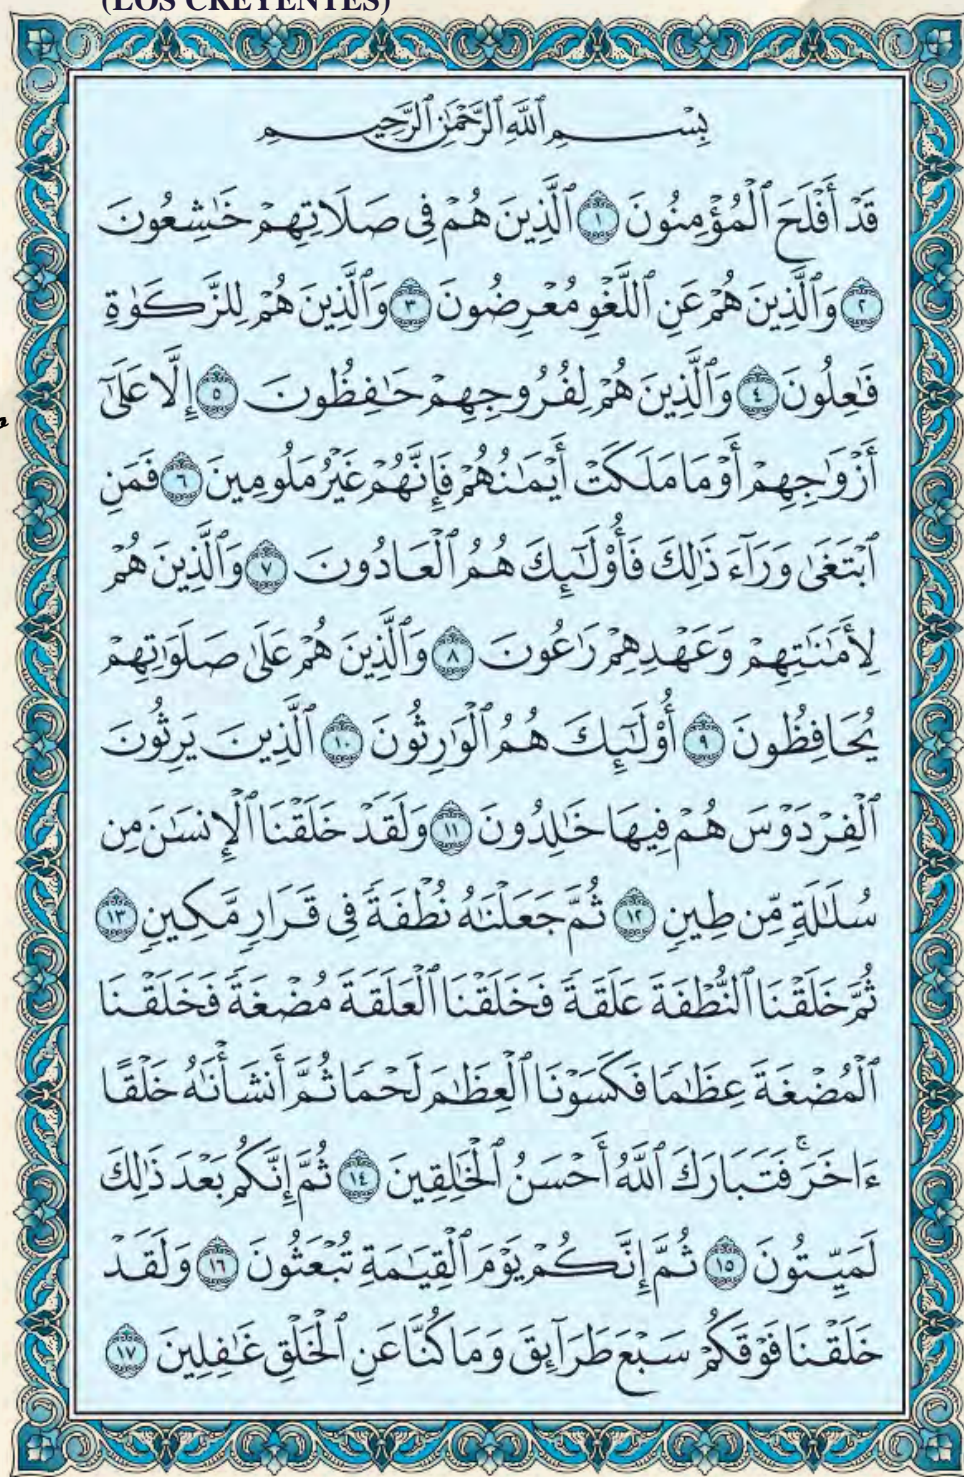 (LOS CREYENTES)
بِسْمِ ٱللَّهِ ٱلرَّحْمَٰنِ ٱلرَّحِيمِ
قَدْ أَفْلَحَ ٱلْمُؤْمِنُونَ ١ ٱلَّذِينَ هُمْ فِى صَلَاتِهِمْ خَٰشِعُونَ
٢ وَٱلَّذِينَ هُمْ عَنِ ٱللَّغْوِ مُعْرِضُونَ ٣ وَٱلَّذِينَ هُمْ لِلزَّكَوٰةِ
فَٰعِلُونَ ٤ وَٱلَّذِينَ هُمْ لِفُرُوجِهِمْ حَٰفِظُونَ ٥ إِلَّا عَلَىٰٓ
أَزْوَٰجِهِمْ أَوْ مَا مَلَكَتْ أَيْمَٰنُهُمْ فَإِنَّهُمْ غَيْرُ مَلُومِينَ ٦ فَمَنِ
ٱبْتَغَىٰ وَرَآءَ ذَٰلِكَ فَأُو۟لَٰٓئِكَ هُمُ ٱلْعَادُونَ ٧ وَٱلَّذِينَ هُمْ
لِأَمَٰنَٰتِهِمْ وَعَهْدِهِمْ رَٰعُونَ ٨ وَٱلَّذِينَ هُمْ عَلَىٰ صَلَوَٰتِهِمْ
يُحَافِظُونَ ٩ أُو۟لَٰٓئِكَ هُمُ ٱلْوَٰرِثُونَ ١٠ ٱلَّذِينَ يَرِثُونَ
ٱلْفِرْدَوْسَ هُمْ فِيهَا خَٰلِدُونَ ١١ وَلَقَدْ خَلَقْنَا ٱلْإِنسَٰنَ مِن
سُلَٰلَةٍ مِّن طِينٍ ١٢ ثُمَّ جَعَلْنَٰهُ نُطْفَةً فِى قَرَارٍ مَّكِينٍ ١٣
ثُمَّ خَلَقْنَا ٱلنُّطْفَةَ عَلَقَةً فَخَلَقْنَا ٱلْعَلَقَةَ مُضْغَةً فَخَلَقْنَا
ٱلْمُضْغَةَ عِظَٰمًا فَكَسَوْنَا ٱلْعِظَٰمَ لَحْمًا ثُمَّ أَنشَأْنَٰهُ خَلْقًا
ءَاخَرَ ۚ فَتَبَارَكَ ٱللَّهُ أَحْسَنُ ٱلْخَٰلِقِينَ ١٤ ثُمَّ إِنَّكُم بَعْدَ ذَٰلِكَ
لَمَيِّتُونَ ١٥ ثُمَّ إِنَّكُمْ يَوْمَ ٱلْقِيَٰمَةِ تُبْعَثُونَ ١٦ وَلَقَدْ
خَلَقْنَا فَوْقَكُمْ سَبْعَ طَرَآئِقَ وَمَا كُنَّا عَنِ ٱلْخَلْقِ غَٰفِلِينَ ١٧